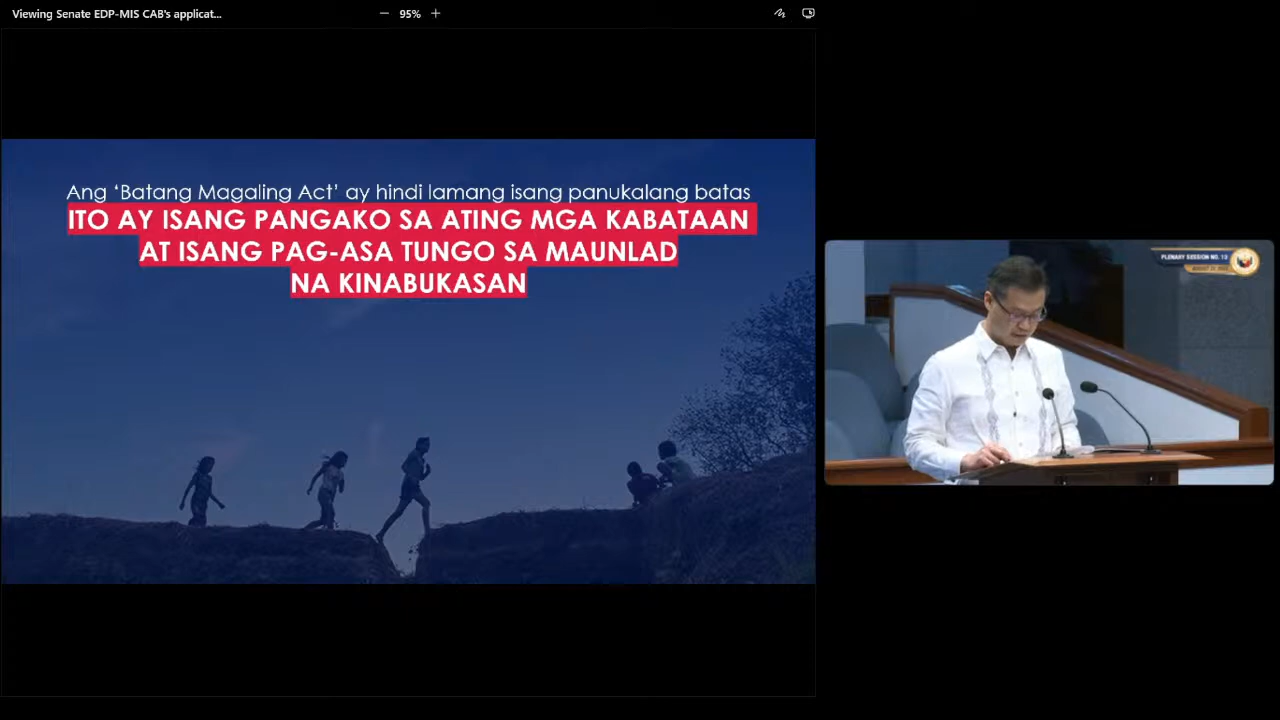 Viewing Senate EDP-MIS CAB's applicat...
95%
Ang ‘Batang Magaling Act’ ay hindi lamang isang panukalang batas
ITO AY ISANG PANGAKO SA ATING MGA KABATAAN
AT ISANG PAG-ASA TUNGO SA MAUNLAD
NA KINABUKASAN
PLENARY SESSION NO. 13